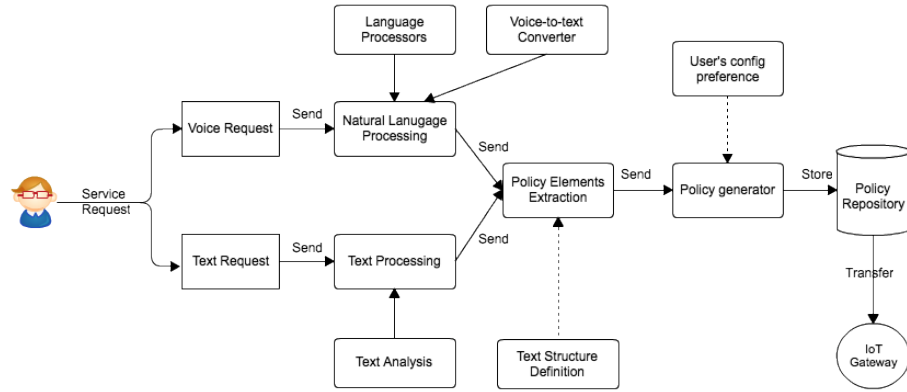 Language
Processors
Voice-to-text
Converter
User's config
preference
Voice Request
Send
Natural Lanugage
Processing
Send
Service
Request
Policy Elements
Extraction
Send
Policy generator
Store
Policy
Repository
Text Request
Send
Text Processing
Send
Transfer
Text Analysis
Text Structure
Definition
IoT
Gateway